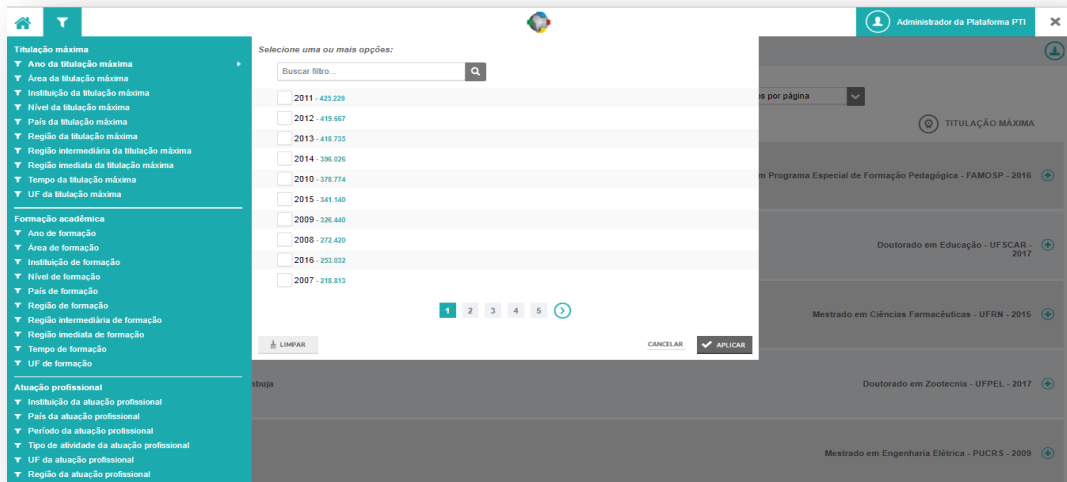 Administrador da Plataforma PTI
Titulação máxima
Ano da titulação máxima
Área da titulação máxima
Instituição da titulação máxima
Nível da titulação máxima
País da titulação máxima
Região da titulação máxima
Região intermediária da titulação máxima
Região imediata da titulação máxima
Tempo da titulação máxima
UF da titulação máxima
Formação acadêmica
Ano de formação
Área de formação
Instituição de formação
Nível de formação
País de formação
Região de formação
Região intermediária de formação
Região imediata de formação
Tempo de formação
UF de formação
Atuação profissional
Instituição da atuação profissional
País da atuação profissional
Período da atuação profissional
Tipo de atividade da atuação profissional
UF da atuação profissional
Região da atuação profissional
Selecione uma ou mais opções:
Buscar filtro...
2011 - 425.229
2012 - 419.667
2013 - 418.735
2014 - 396.026
2010 - 378.774
2015 - 341.140
2009 - 326.440
2008 - 272.420
2016 - 253.032
2007 - 218.813
1 2 3 4 5
LIMPAR
CANCELAR
APLICAR
por página
TITULAÇÃO MÁXIMA
Programa Especial de Formação Pedagógica - FAMOSP - 2016
Doutorado em Educação - UFSCAR -
2017
Mestrado em Ciências Farmacêuticas - UFRN - 2015
mbuja
Doutorado em Zootecnia - UFPEL - 2017
Mestrado em Engenharia Elétrica - PUCRS - 2009